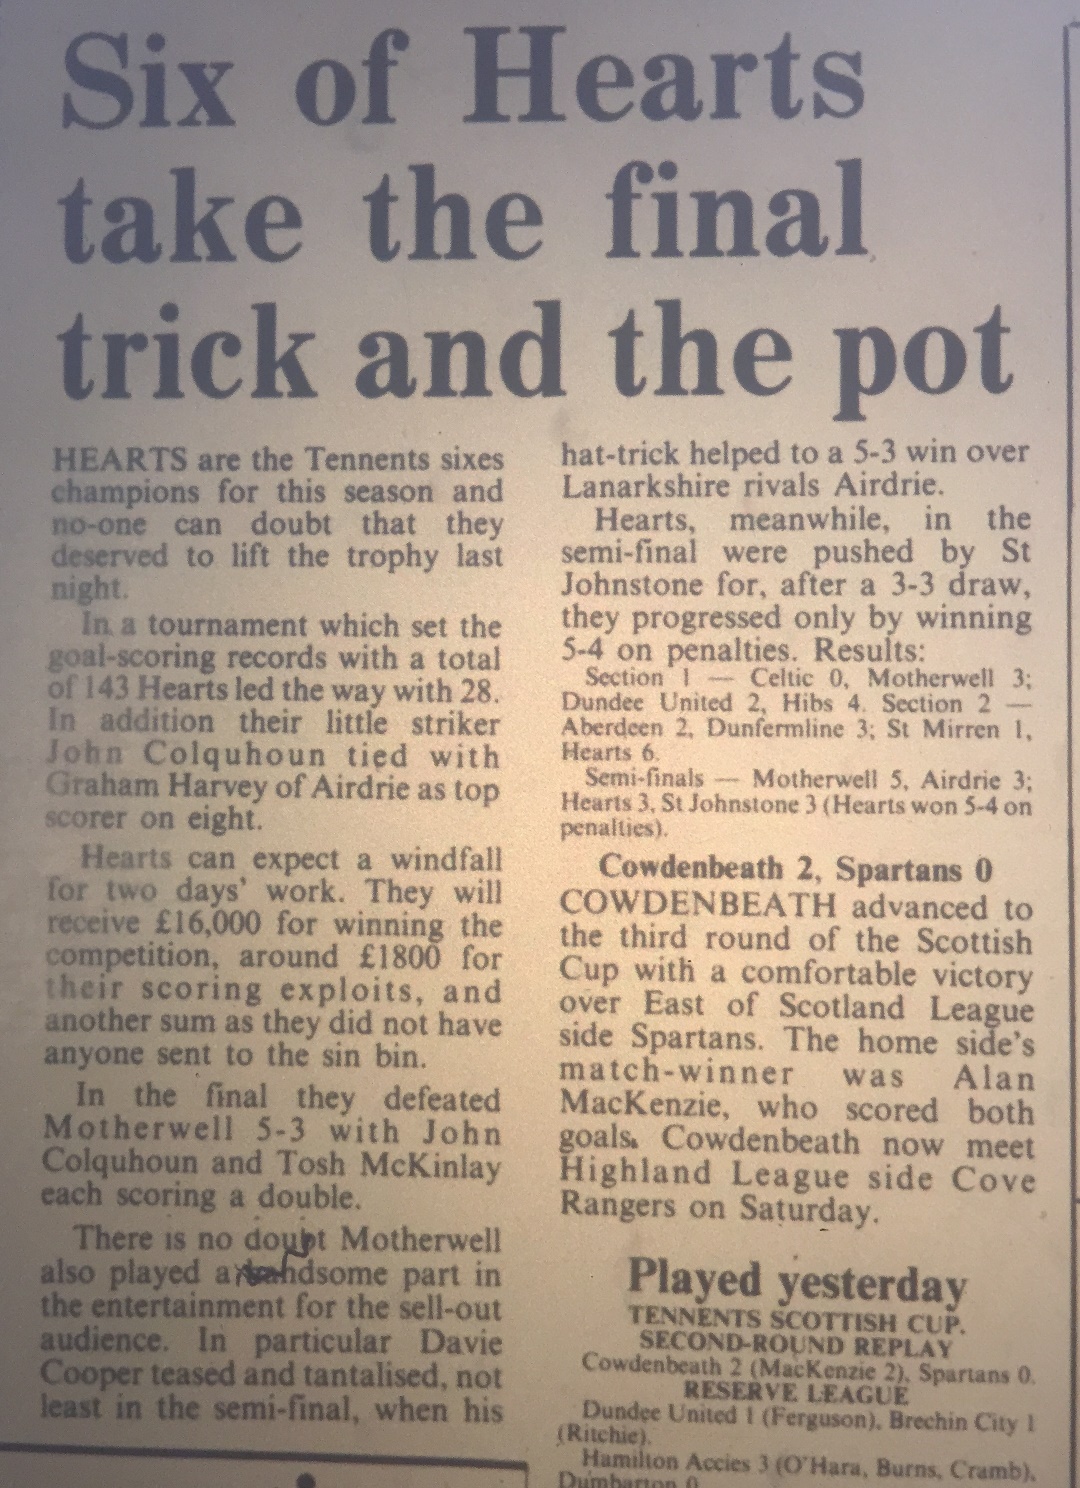 Six of Hearts
take the final
trick and the pot
HEARTS are the Tennents sixes
champions for this season and
no-one can doubt that they
deserved to lift the trophy last
night.
In a tournament which set the
goal-scoring records with a total
of 143 Hearts led the way with 28.
In addition their little striker
John Colquhoun tied with
Graham Harvey of Airdrie as top
scorer on eight.
Hearts can expect a windfall
for two days' work. They will
receive £16,000 for winning the
competition, around £1800 for
their scoring exploits, and
another sum as they did not have
anyone sent to the sin bin.
In the final they defeated
Motherwell 5-3 with John
Colquhoun and Tosh McKinlay
each scoring a double.
There is no doubt Motherwell
also played a handsome part in
the entertainment for the sell-out
audience. In particular Davie
Cooper teased and tantalised, not
least in the semi-final, when his
hat-trick helped to a 5-3 win over
Lanarkshire rivals Airdrie.
Hearts, meanwhile, in the
semi-final were pushed by St
Johnstone for, after a 3-3 draw,
they progressed only by winning
5-4 on penalties. Results:
Section 1 — Celtic 0, Motherwell 3;
Dundee United 2, Hibs 4. Section 2 —
Aberdeen 2, Dunfermline 3; St Mirren 1,
Hearts 6.
Semi-finals — Motherwell 5, Airdrie 3;
Hearts 3, St Johnstone 3 (Hearts won 5-4 on
penalties).
Cowdenbeath 2, Spartans 0
COWDENBEATH advanced to
the third round of the Scottish
Cup with a comfortable victory
over East of Scotland League
side Spartans. The home side's
match-winner was Alan
MacKenzie, who scored both
goals. Cowdenbeath now meet
Highland League side Cove
Rangers on Saturday.
Played yesterday
TENNENTS SCOTTISH CUP.
SECOND-ROUND REPLAY
Cowdenbeath 2 (MacKenzie 2), Spartans 0.
RESERVE LEAGUE
Dundee United 1 (Ferguson), Brechin City 1
(Ritchie).
Hamilton Accies 3 (O'Hara, Burns, Cramb),
Dumbarton 0